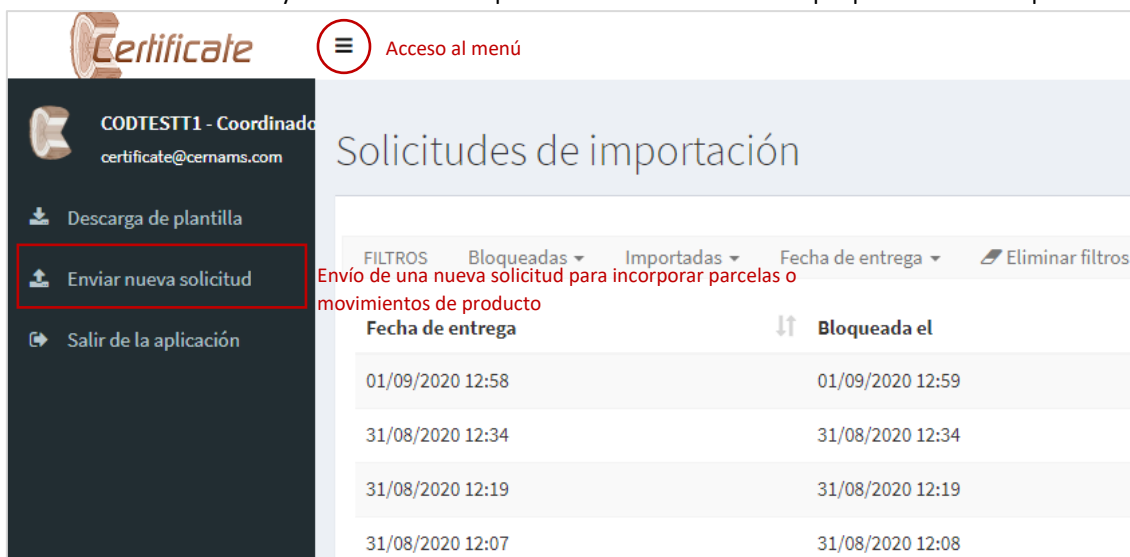 Certificate
Acceso al menú
CODTESTT1 - Coordinado
certificate@cernams.com
Solicitudes de importación
Descarga de plantilla
Enviar nueva solicitud
Salir de la aplicación
FILTROS Bloqueadas Importadas Fecha de entrega Eliminar filtros
Envío de una nueva solicitud para incorporar parcelas o
movimientos de producto
Fecha de entrega Bloqueada el
01/09/2020 12:58 01/09/2020 12:59
31/08/2020 12:34 31/08/2020 12:34
31/08/2020 12:19 31/08/2020 12:19
31/08/2020 12:07 31/08/2020 12:08